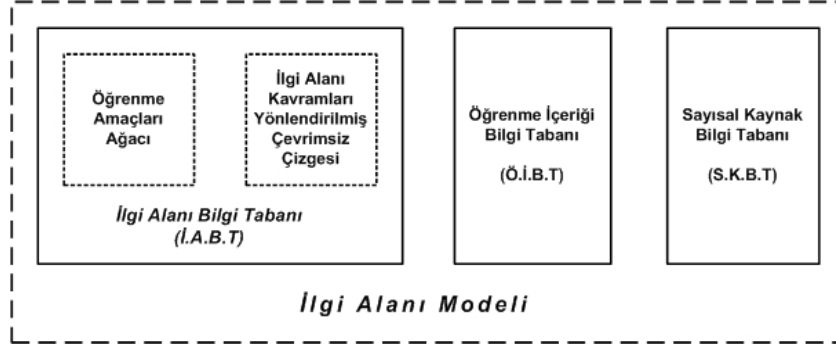 Öğrenme
Amaçları
Ağacı
İlgi Alanı
Kavramları
Yönlendirilmiş
Çevrimsiz
Çizgesi
İlgi Alanı Bilgi Tabanı
(İ.A.B.T)
Öğrenme İçeriği
Bilgi Tabanı
(Ö.İ.B.T)
Sayısal Kaynak
Bilgi Tabanı
(S.K.B.T)
İlgi Alanı Modeli